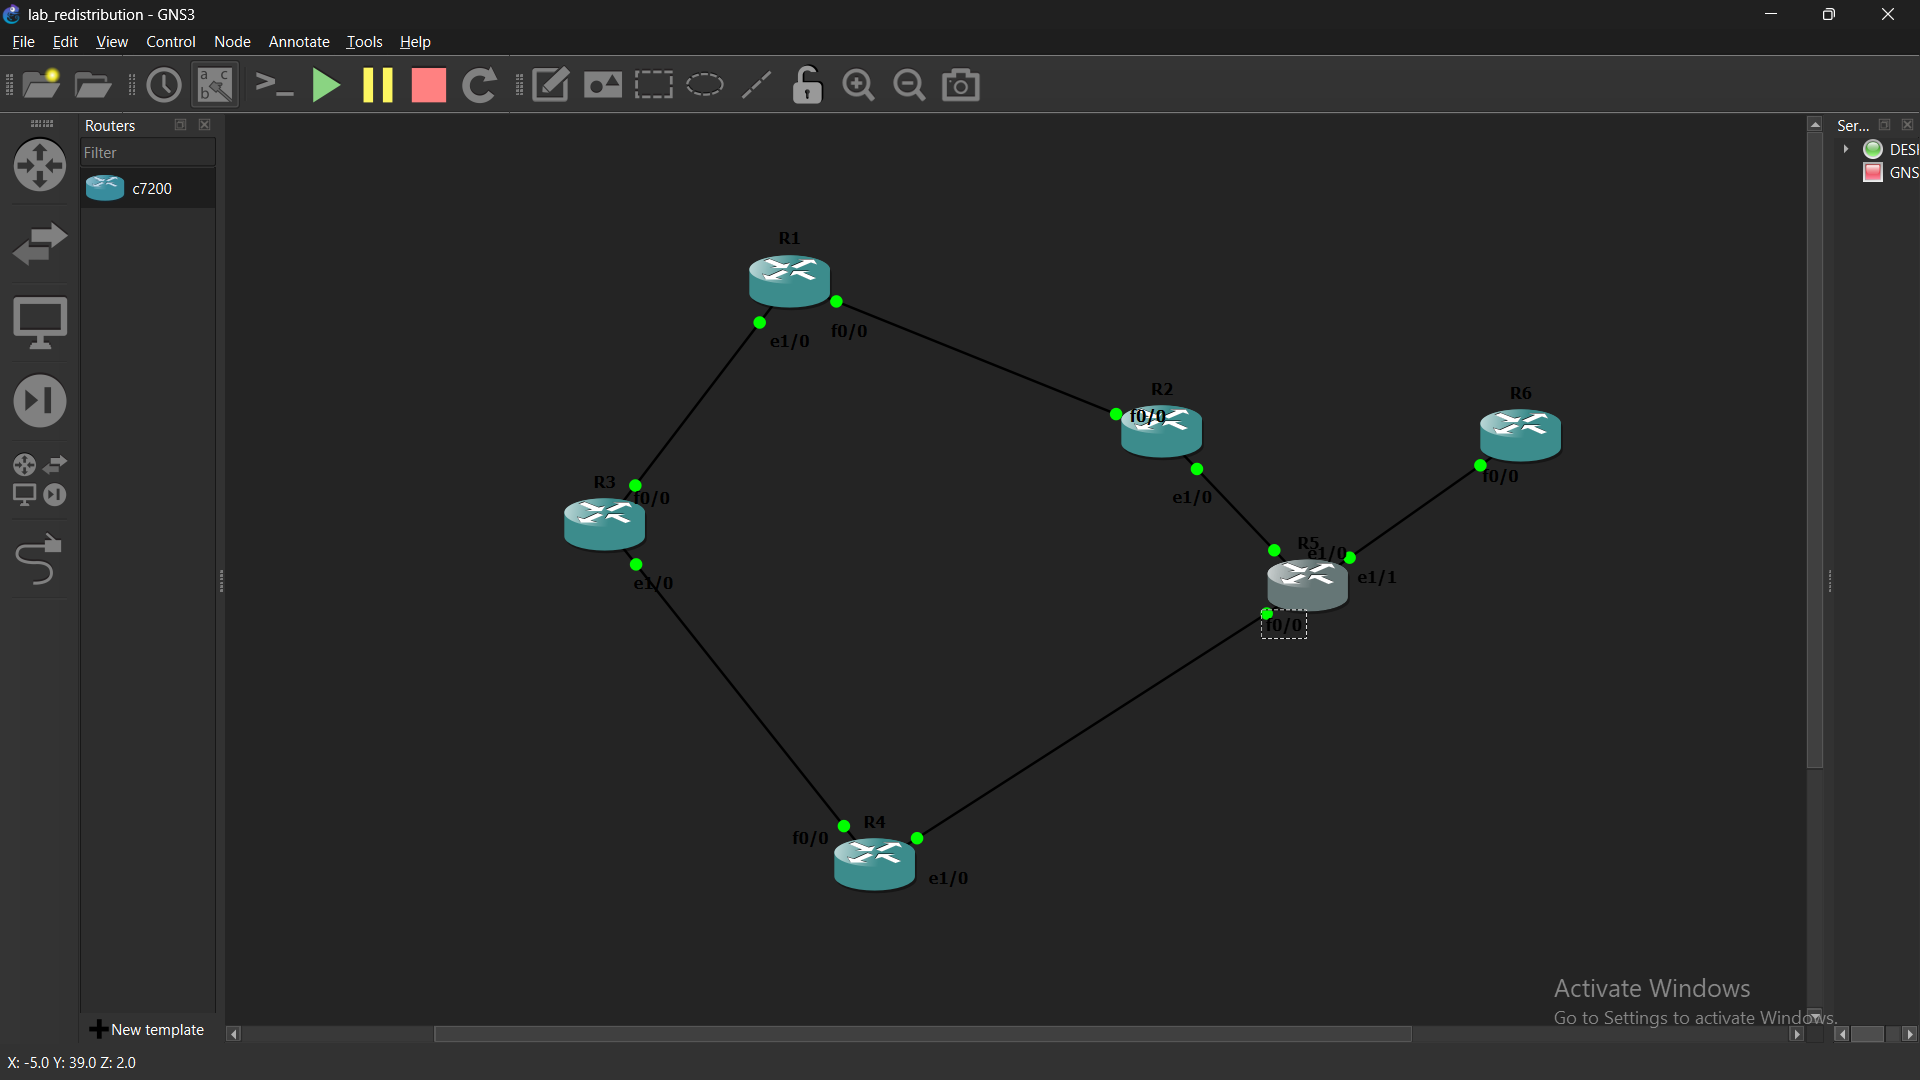 lab_redistribution - GNS3
File Edit View Control Node Annotate Tools Help
a c
b
Routers
Ser...
Filter
DESI
c7200
GNS
R1
e1/0
f0/0
R2
f0/0
e1/0
R6
f0/0
R3
f0/0
e1/0
R5
e1/0
e1/1
f0/0
R4
f0/0
e1/0
Activate Windows
Go to Settings to activate Windows.
New template
X: -5.0 Y: 39.0 Z: 2.0